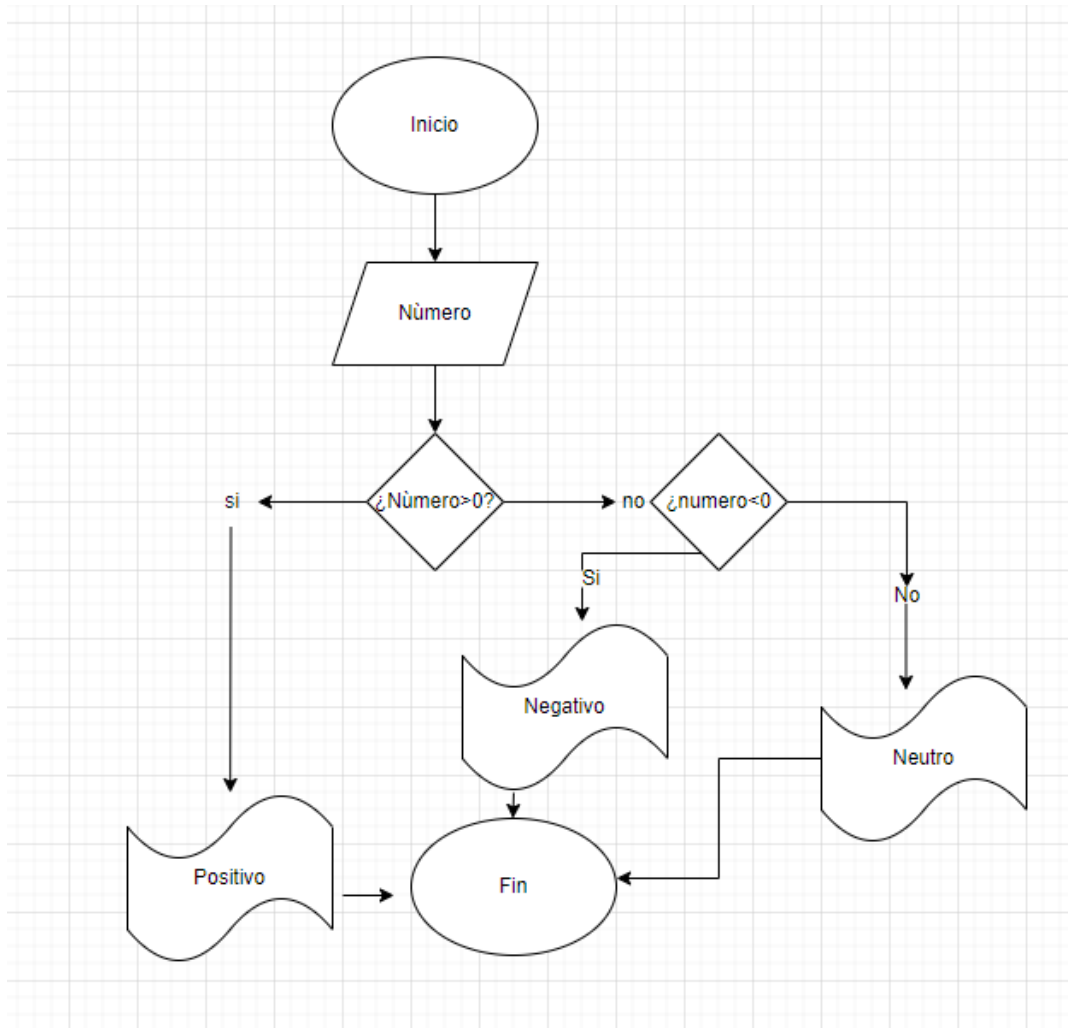 Inicio
Nùmero
si
¿Nùmero>0?
no
¿numero<0
Si
No
Negativo
Neutro
Positivo
Fin